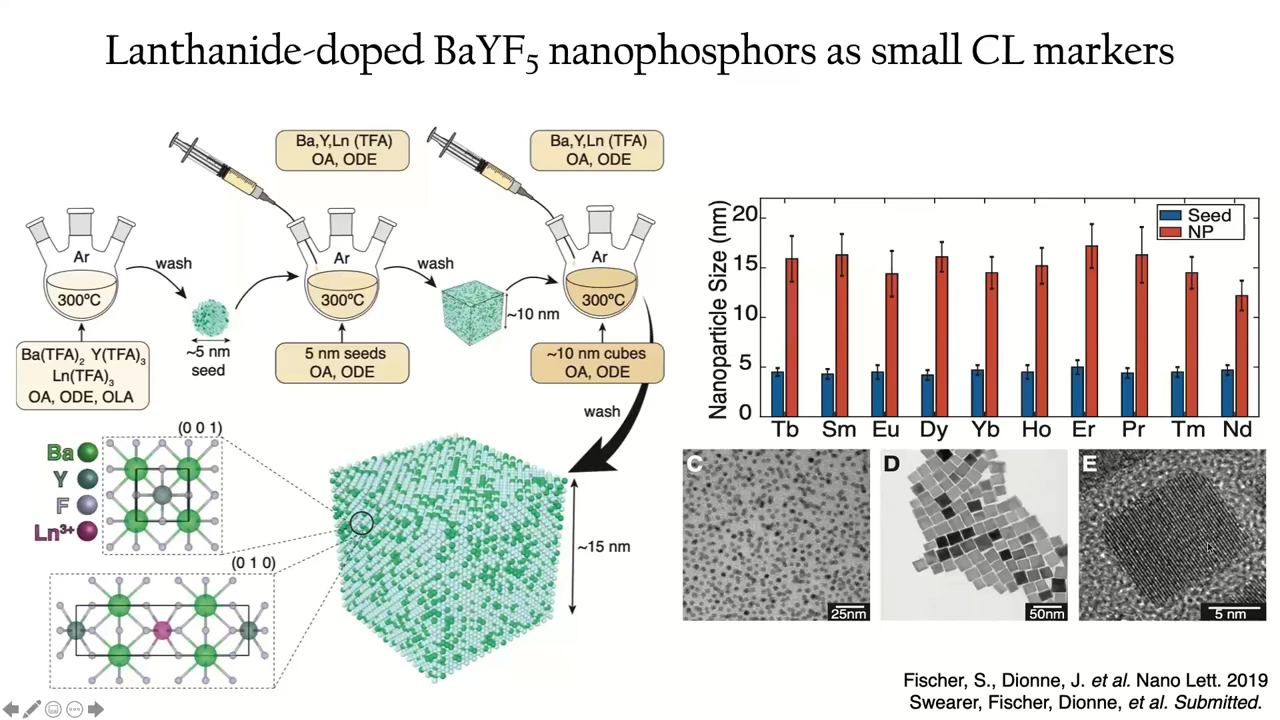 Lanthanide-doped BaYF₅ nanophosphors as small CL markers
Ba,Y,Ln (TFA)
OA, ODE
Ba,Y,Ln (TFA)
OA, ODE
Ar
300ºC
wash
~5 nm
seed
Ar
300ºC
wash
~10 nm
Ar
300ºC
Ba(TFA)₂ Y(TFA)₃
Ln(TFA)₃
OA, ODE, OLA
5 nm seeds
OA, ODE
~10 nm cubes
OA, ODE
wash
(0 0 1)
Ba
Y
F
Ln³⁺
(0 1 0)
~15 nm
Nanoparticle Size (nm)
20
15
10
5
0
Seed
NP
Tb Sm Eu Dy Yb Ho Er Pr Tm Nd
C
25nm
D
50nm
E
5 nm
Fischer, S., Dionne, J. et al. Nano Lett. 2019
Swearer, Fischer, Dionne, et al. Submitted.